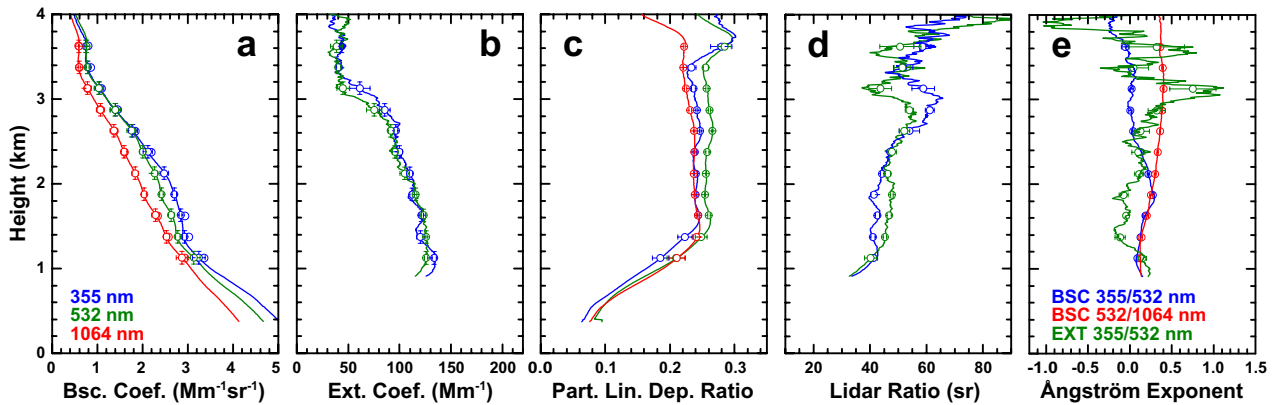 a b c d e
4
3
2
1
0
Height (km)
355 nm
532 nm
1064 nm
BSC 355/532 nm
BSC 532/1064 nm
EXT 355/532 nm
0 1 2 3 4 5
0 50 100 150 200
0.0 0.1 0.2 0.3
20 40 60 80
-1.0 -0.5 0.0 0.5 1.0 1.5
Bsc. Coef. (Mm⁻¹sr⁻¹)
Ext. Coef. (Mm⁻¹)
Part. Lin. Dep. Ratio
Lidar Ratio (sr)
Ångström Exponent